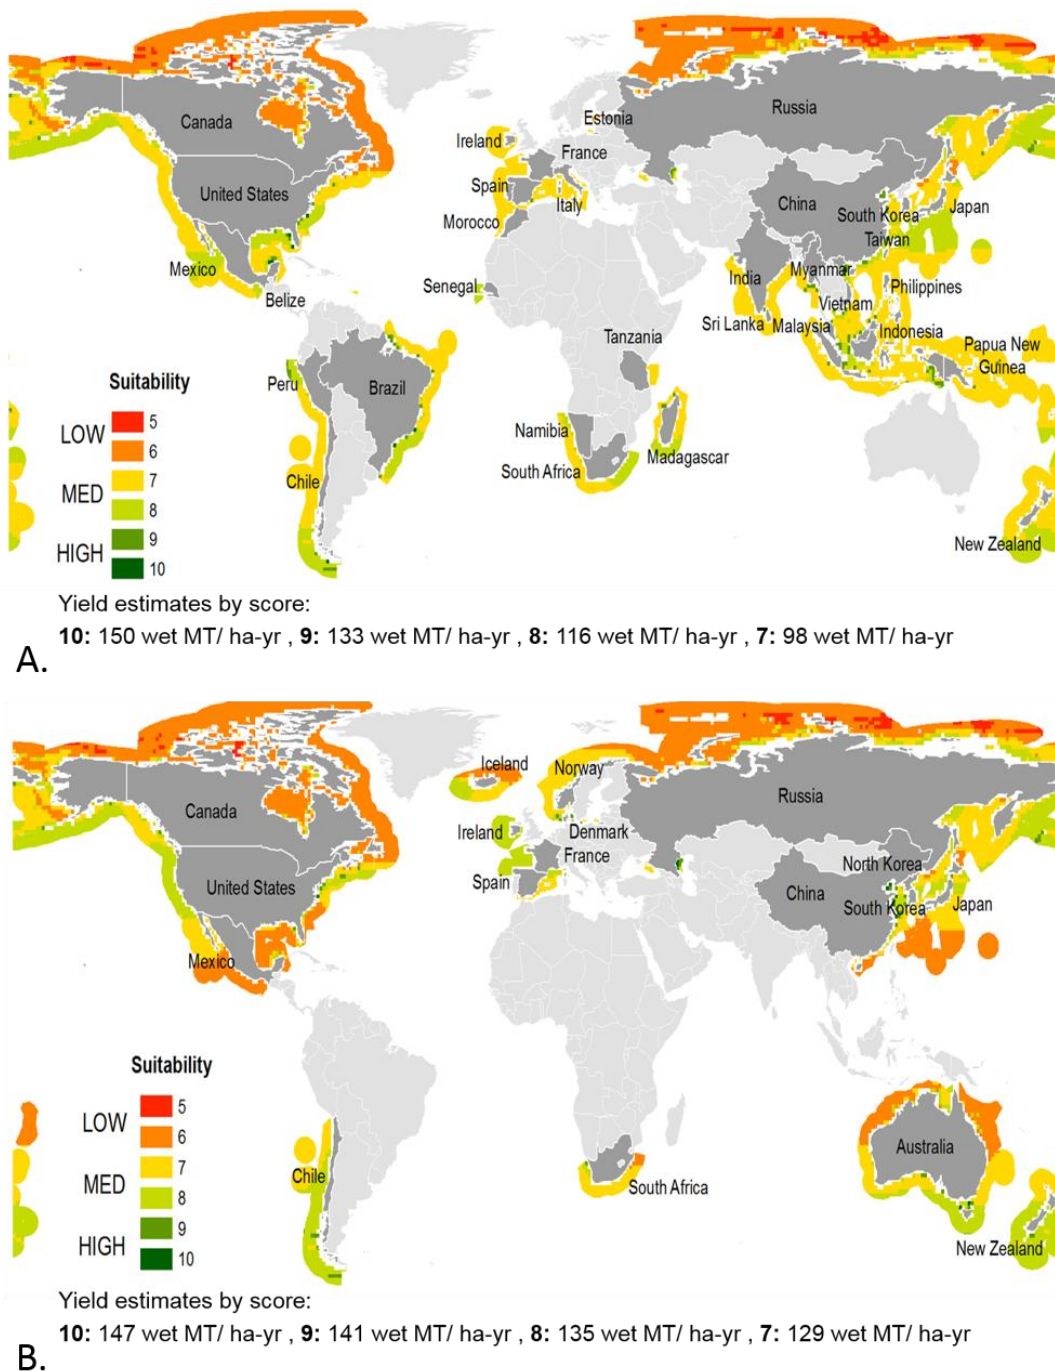 Canada
Russia
Estonia
Ireland
France
United States
Spain
Italy
China
South Korea
Japan
Morocco
Taiwan
Mexico
India
Myanmar
Senegal
Philippines
Belize
Vietnam
Sri Lanka
Malaysia
Indonesia
Tanzania
Papua New
Guinea
Suitability
Peru
Brazil
5
LOW
6
Namibia
Madagascar
South Africa
Chile
7
MED
8
9
HIGH
10
New Zealand
Yield estimates by score:
10: 150 wet MT/ ha-yr , 9: 133 wet MT/ ha-yr , 8: 116 wet MT/ ha-yr , 7: 98 wet MT/ ha-yr
A.
Iceland
Norway
Canada
Russia
Ireland
Denmark
France
North Korea
United States
Spain
China
South Korea
Japan
Mexico
Suitability
5
LOW
6
Australia
Chile
7
MED
8
South Africa
9
HIGH
10
New Zealand
Yield estimates by score:
10: 147 wet MT/ ha-yr , 9: 141 wet MT/ ha-yr , 8: 135 wet MT/ ha-yr , 7: 129 wet MT/ ha-yr
B.